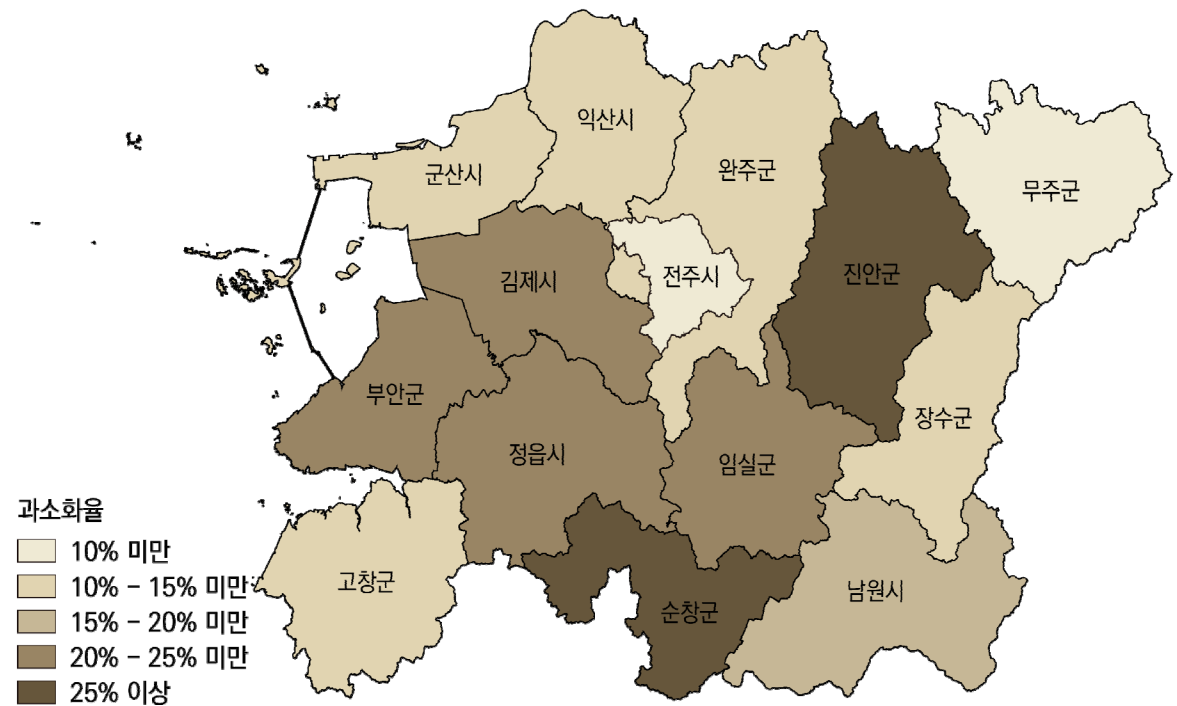 익산시
군산시
완주군
무주군
전주시
진안군
김제시
부안군
장수군
정읍시
임실군
고창군
순창군
남원시
과소화율
10% 미만
10% – 15% 미만
15% – 20% 미만
20% – 25% 미만
25% 이상